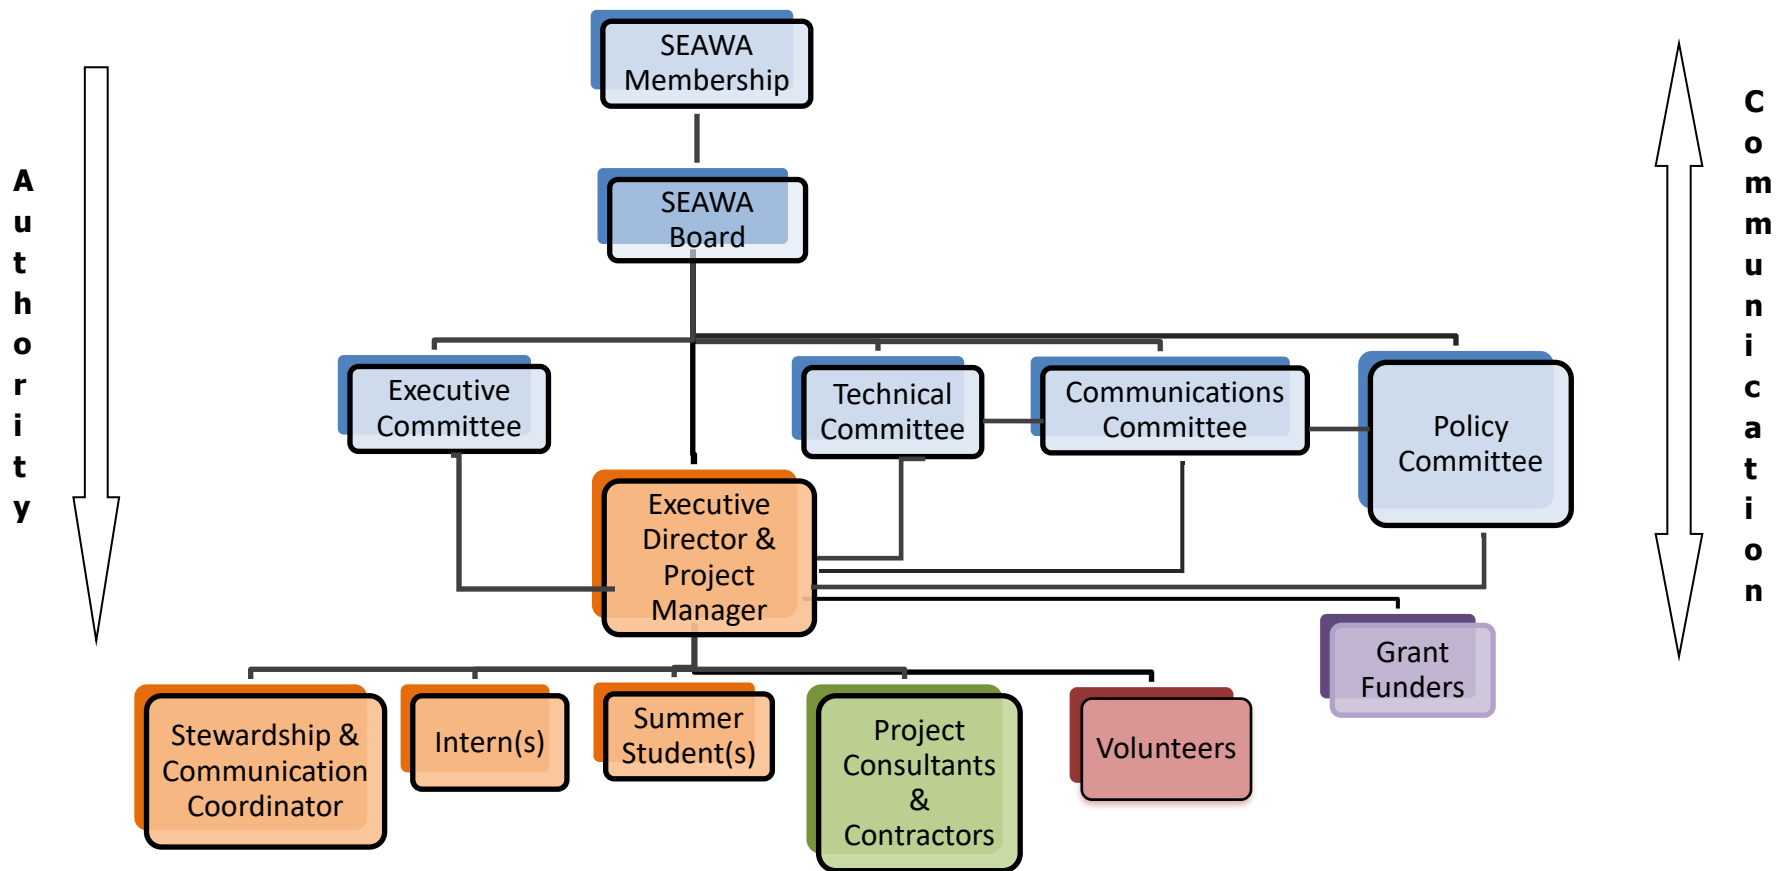 SEAWA
Membership
SEAWA
Board
Authority
Communication
Executive
Committee
Technical
Committee
Communications
Committee
Policy
Committee
Executive
Director &
Project
Manager
Grant
Funders
Stewardship &
Communication
Coordinator
Intern(s)
Summer
Student(s)
Project
Consultants
&
Contractors
Volunteers